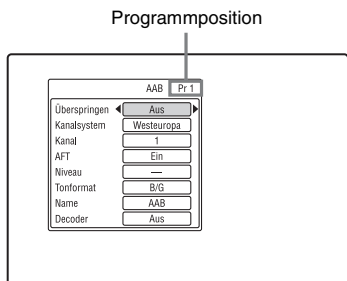 Programmposition
AAB Pr 1
Überspringen Aus
Kanalsystem Westeuropa
Kanal 1
AFT Ein
Niveau —
Tonformat B/G
Name AAB
Decoder Aus